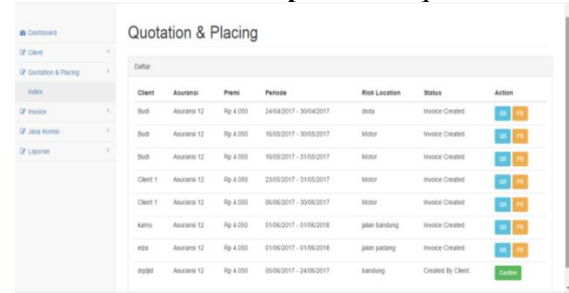 Quotation & Placing
Dashboard
Client
Quotation & Placing
Index
Invoice
Jasa Komisi
Laporan
Daftar
Client Asuransi Premi Periode Risk Location Status Action
Budi Asuransi 12 Rp 4.050 24/04/2017 - 30/04/2017 dsda Invoice Created QS PS
Budi Asuransi 12 Rp 4.050 16/05/2017 - 30/05/2017 Motor Invoice Created QS PS
Budi Asuransi 12 Rp 4.050 16/05/2017 - 31/05/2017 Motor Invoice Created QS PS
Client 1 Asuransi 12 Rp 4.050 23/05/2017 - 31/05/2017 Motor Invoice Created QS PS
Client 1 Asuransi 12 Rp 4.050 06/06/2017 - 30/06/2017 Motor Invoice Created QS PS
kamu Asuransi 12 Rp 4.050 01/06/2017 - 01/06/2018 jalan bandung Invoice Created QS PS
elza Asuransi 12 Rp 4.050 01/06/2017 - 01/06/2018 jalan padang Invoice Created QS PS
Asuransi 12 Rp 4.050 05/06/2017 - 24/06/2017 bandung Created By Client Confirm